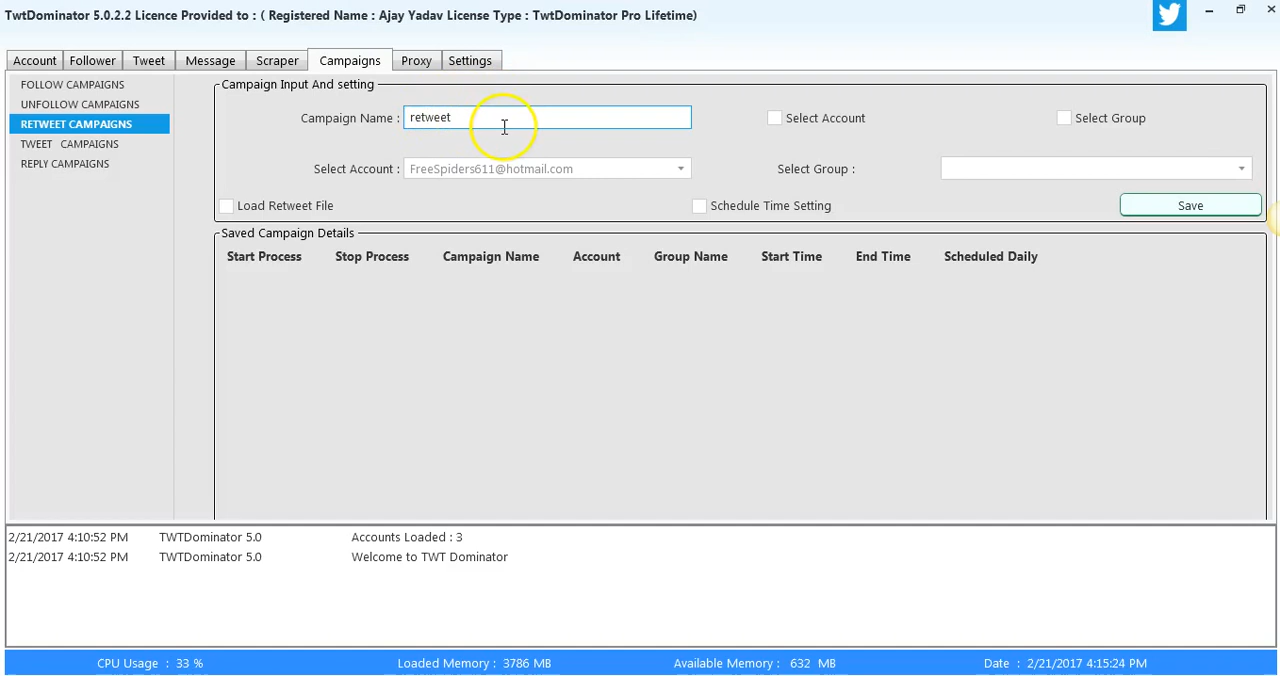 TwtDominator 5.0.2.2 Licence Provided to : ( Registered Name : Ajay Yadav License Type : TwtDominator Pro Lifetime)
Account Follower Tweet Message Scraper Campaigns Proxy Settings
FOLLOW CAMPAIGNS
UNFOLLOW CAMPAIGNS
RETWEET CAMPAIGNS
TWEET CAMPAIGNS
REPLY CAMPAIGNS
Campaign Input And setting
Campaign Name : retweet Select Account Select Group
Select Account : FreeSpiders611@hotmail.com Select Group :
Load Retweet File Schedule Time Setting Save
Saved Campaign Details
Start Process Stop Process Campaign Name Account Group Name Start Time End Time Scheduled Daily
2/21/2017 4:10:52 PM TWTDominator 5.0 Accounts Loaded : 3
2/21/2017 4:10:52 PM TWTDominator 5.0 Welcome to TWT Dominator
CPU Usage : 33 % Loaded Memory : 3786 MB Available Memory : 632 MB Date : 2/21/2017 4:15:24 PM